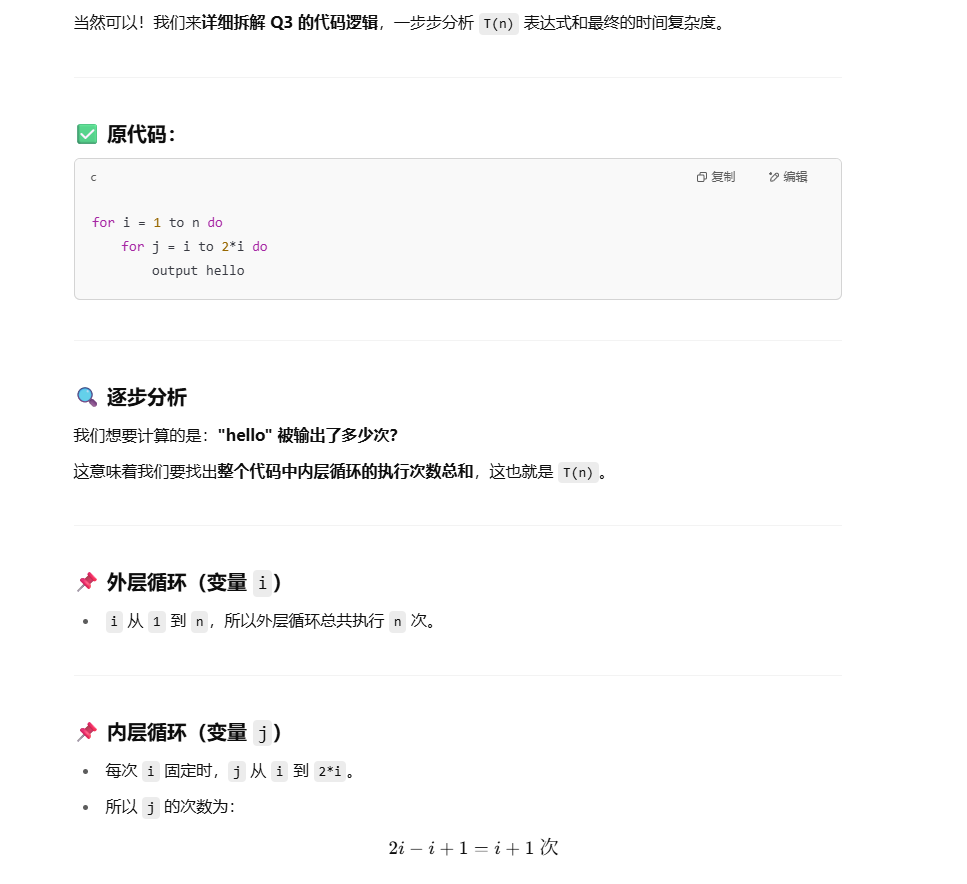 当然可以！我们来详细拆解 Q3 的代码逻辑，一步步分析 T(n) 表达式和最终的时间复杂度。
✅ 原代码：
c 复制 编辑
for i = 1 to n do
    for j = i to 2*i do
        output hello
🔍 逐步分析
我们想要计算的是："hello" 被输出了多少次？
这意味着我们要找出整个代码中内层循环的执行次数总和，这也就是 T(n)。
📌 外层循环（变量 i）
• i 从 1 到 n，所以外层循环总共执行 n 次。
📌 内层循环（变量 j）
• 每次 i 固定时，j 从 i 到 2*i。
• 所以 j 的次数为：
2i − i + 1 = i + 1 次